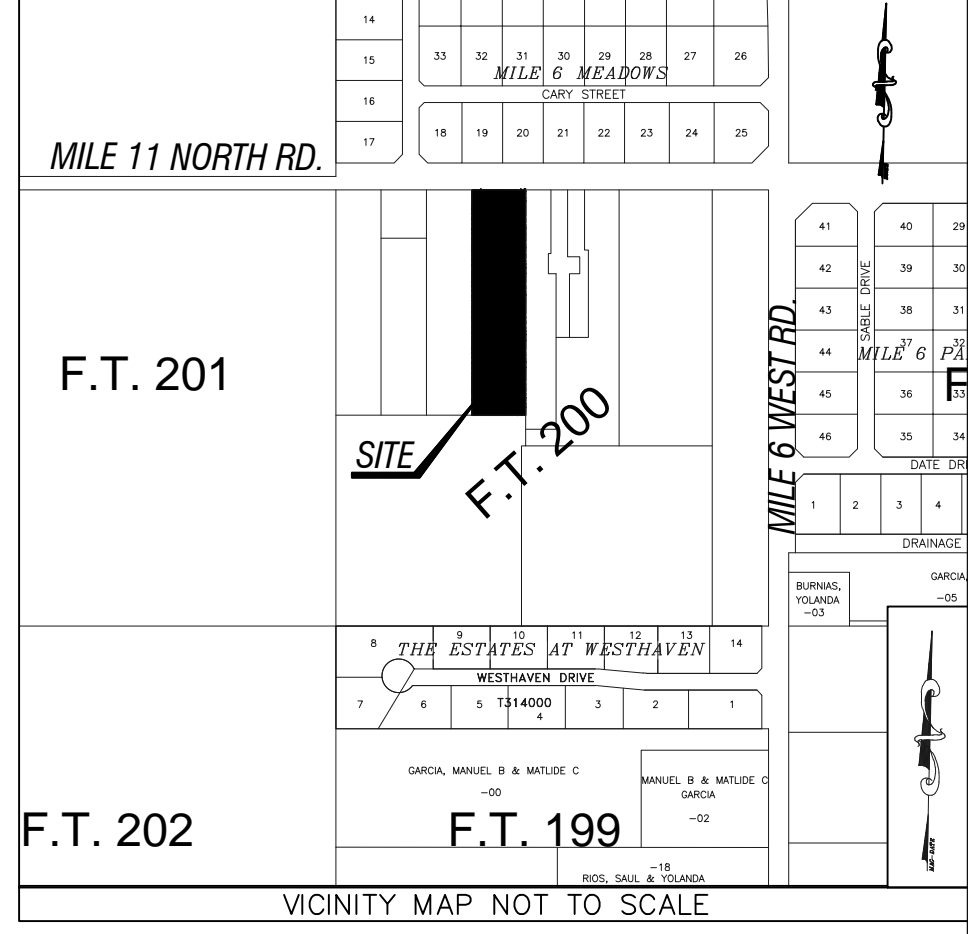 14
15
16
17
33 32 31 30 29 28 27 26
MILE 6 MEADOWS
CARY STREET
18 19 20 21 22 23 24 25
MILE 11 NORTH RD.
F.T. 201
SITE
F.T. 200
MILE 6 WEST RD.
41
42
43
44
45
46
SABLE DRIVE
40 29
39 30
38 31
37 32
MILE 6 PA
F
36 33
35 34
DATE DRI
1 2 3 4
DRAINAGE
BURNIAS,
YOLANDA
-03
GARCIA,
-05
8 9 10 11 12 13 14
THE ESTATES AT WESTHAVEN
WESTHAVEN DRIVE
T314000
7 6 5 4 3 2 1
GARCIA, MANUEL B & MATLIDE C
-00
MANUEL B & MATLIDE C
GARCIA
-02
F.T. 202
F.T. 199
-18
RIOS, SAUL & YOLANDA
VICINITY MAP NOT TO SCALE